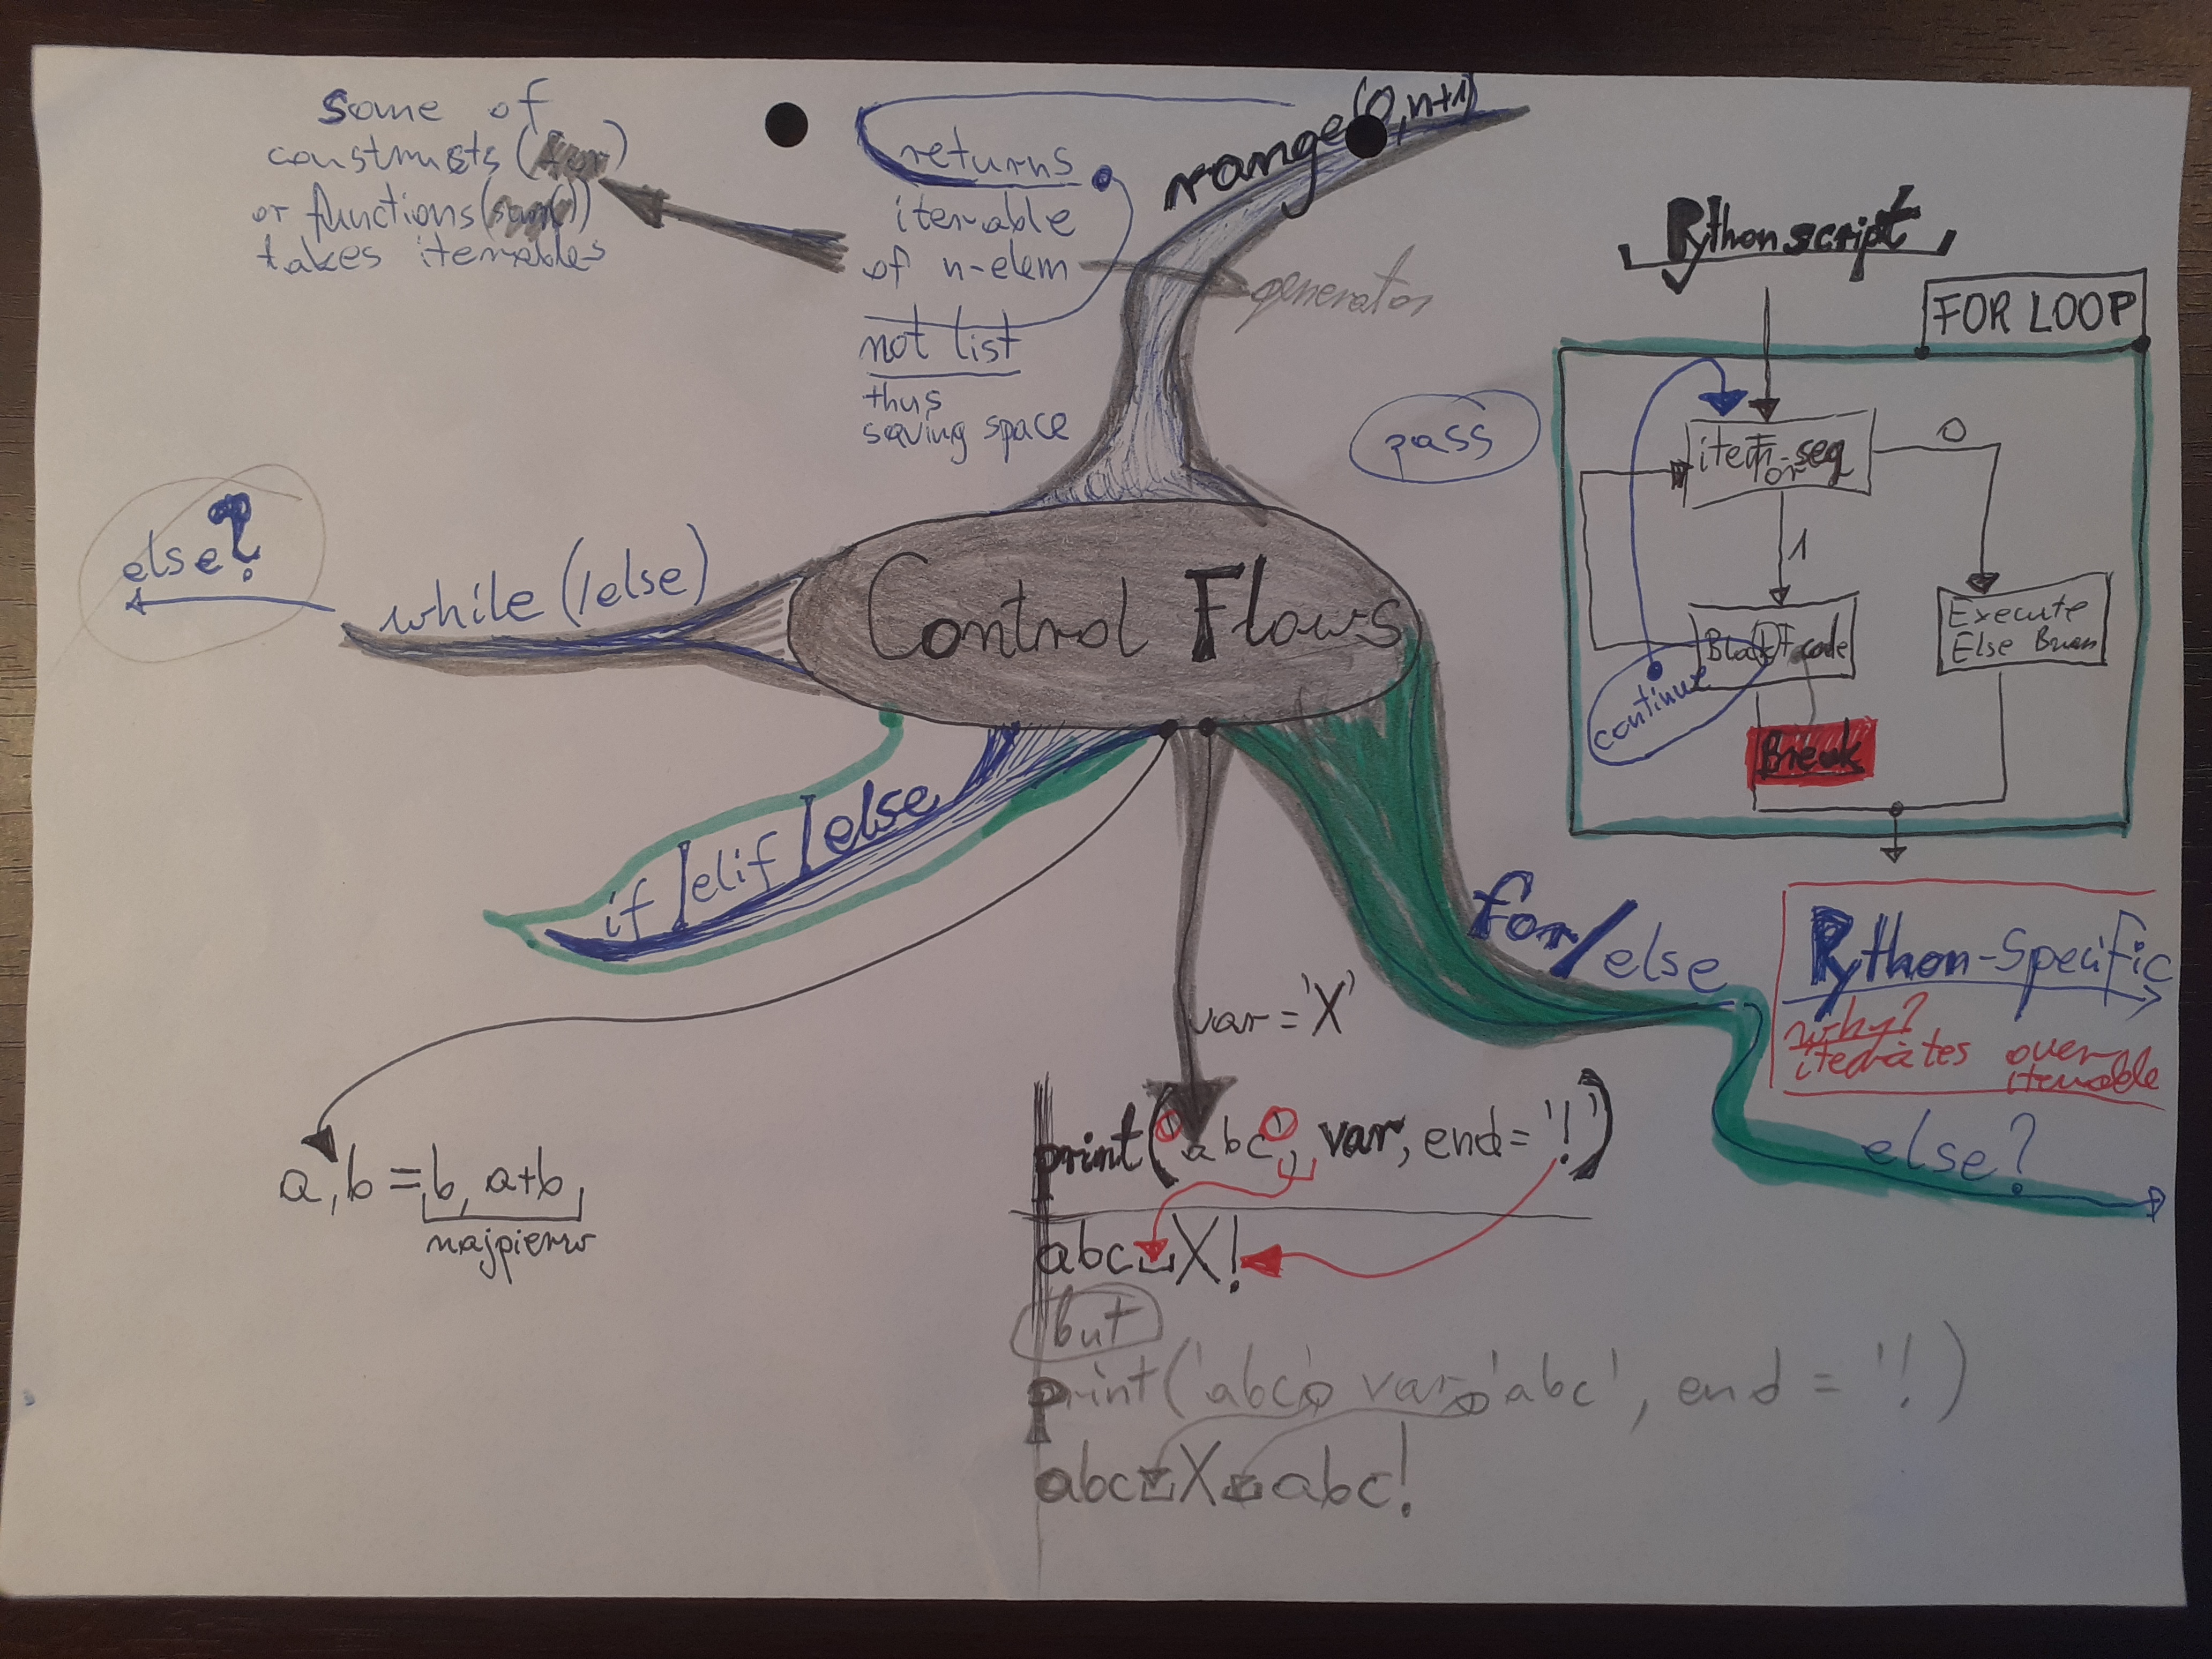 Some of
constructs (for)
or functions (sum())
takes iterables
returns
iterable
of n-elem
not list
thus
saving space
range(0, n+1)
generator
Python script
FOR LOOP
pass
item-seq
For
0
1
Block of code
continue
Break
Execute
Else Bran
else?
while (/else)
Control Flows
if/elif/else
for/else
Python-Specific
why?
iterates over
iterable
else?
var = 'X'
print('abc', var, end = '!')
abc␣X!
but
print('abc', var, 'abc', end = '!)
abc␣X␣abc!
a, b = b, a+b
najpierw